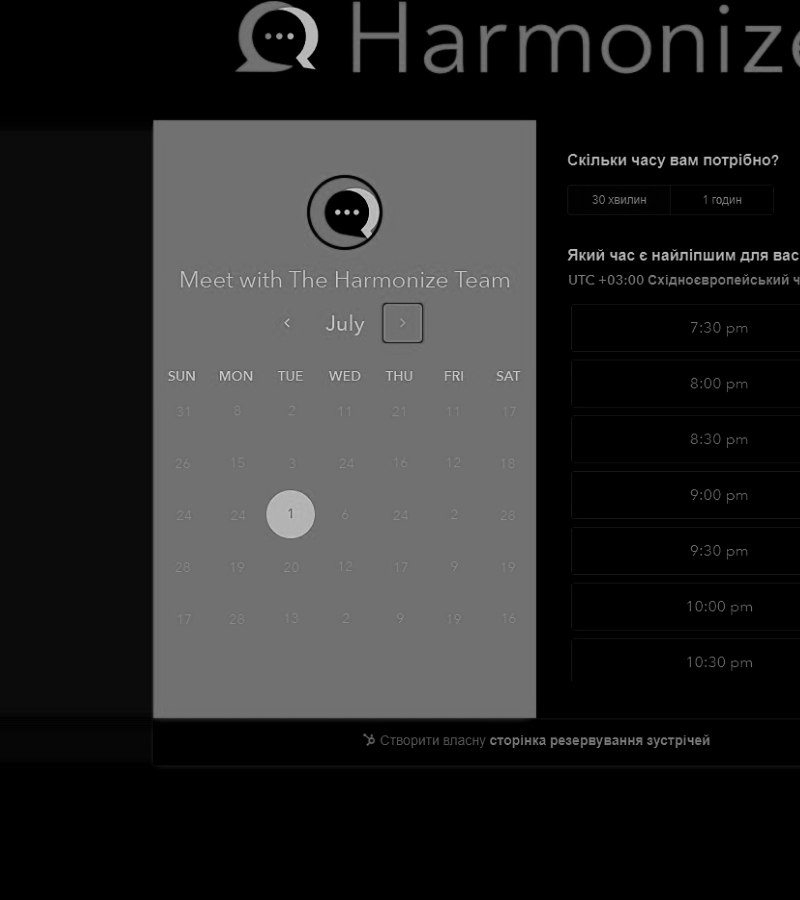 Harmonize
Meet with The Harmonize Team
July
SUN MON TUE WED THU FRI SAT
31 8 2 11 21 11 17
26 15 3 24 16 12 18
24 24 1 6 24 2 28
28 19 20 12 17 9 19
17 28 13 2 9 19 16
Скільки часу вам потрібно?
30 хвилин 1 годин
Який час є найліпшим для вас
UTC +03:00 Східноєвропейський ч
7:30 pm
8:00 pm
8:30 pm
9:00 pm
9:30 pm
10:00 pm
10:30 pm
Створити власну сторінка резервування зустрічей